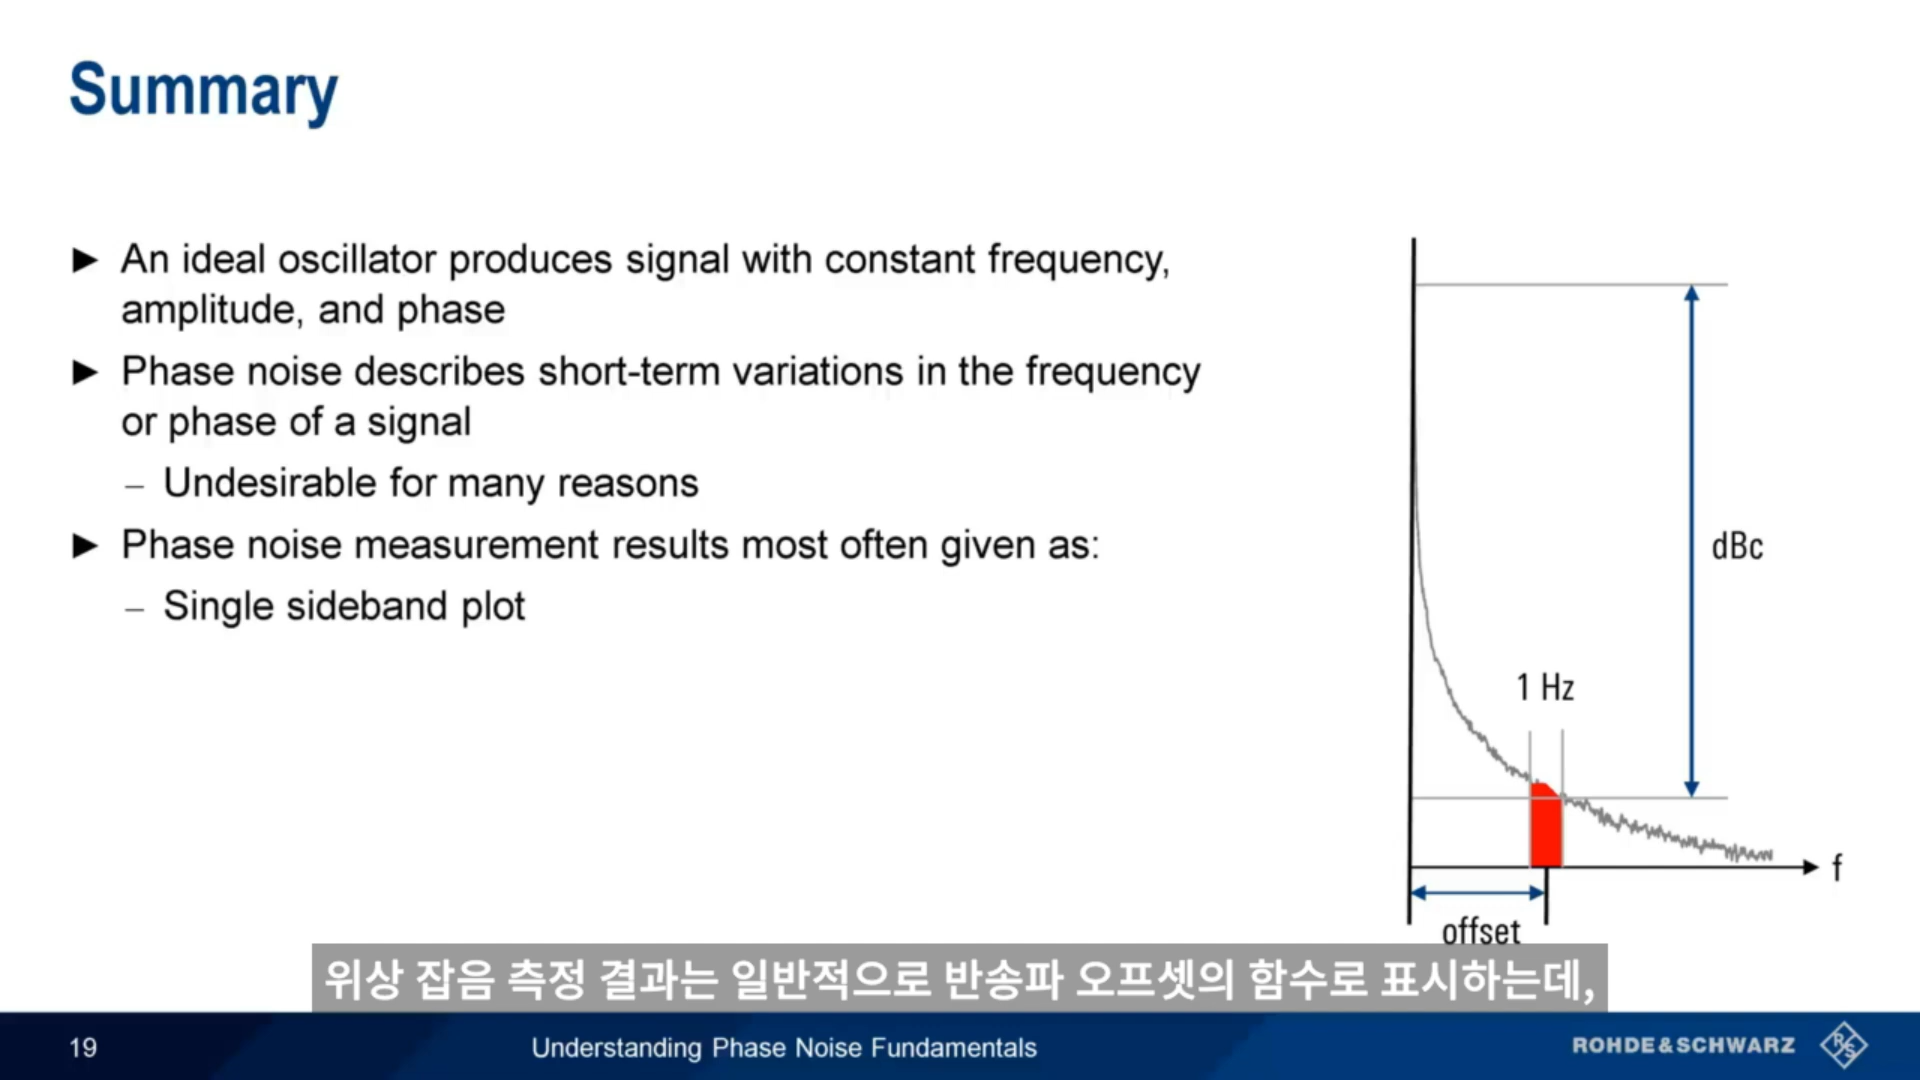 Summary
► An ideal oscillator produces signal with constant frequency,
amplitude, and phase
► Phase noise describes short-term variations in the frequency
or phase of a signal
– Undesirable for many reasons
► Phase noise measurement results most often given as:
– Single sideband plot
dBc
1 Hz
f
offset
위상 잡음 측정 결과는 일반적으로 반송파 오프셋의 함수로 표시하는데,
19
Understanding Phase Noise Fundamentals
ROHDE&SCHWARZ
R&S